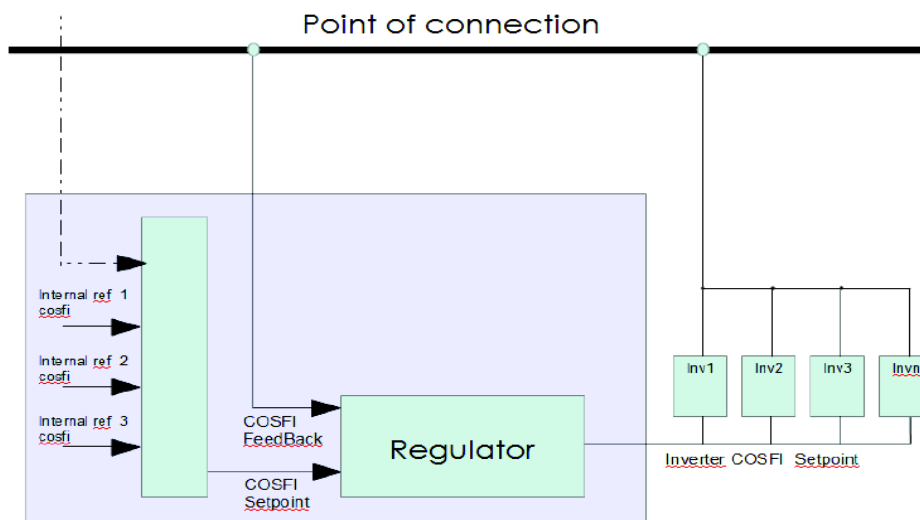 Point of connection
Internal ref 1
cosfi
Internal ref 2
cosfi
Internal ref 3
cosfi
COSFI
FeedBack
COSFI
Setpoint
Regulator
Inv1
Inv2
Inv3
Invn
Inverter COSFI Setpoint